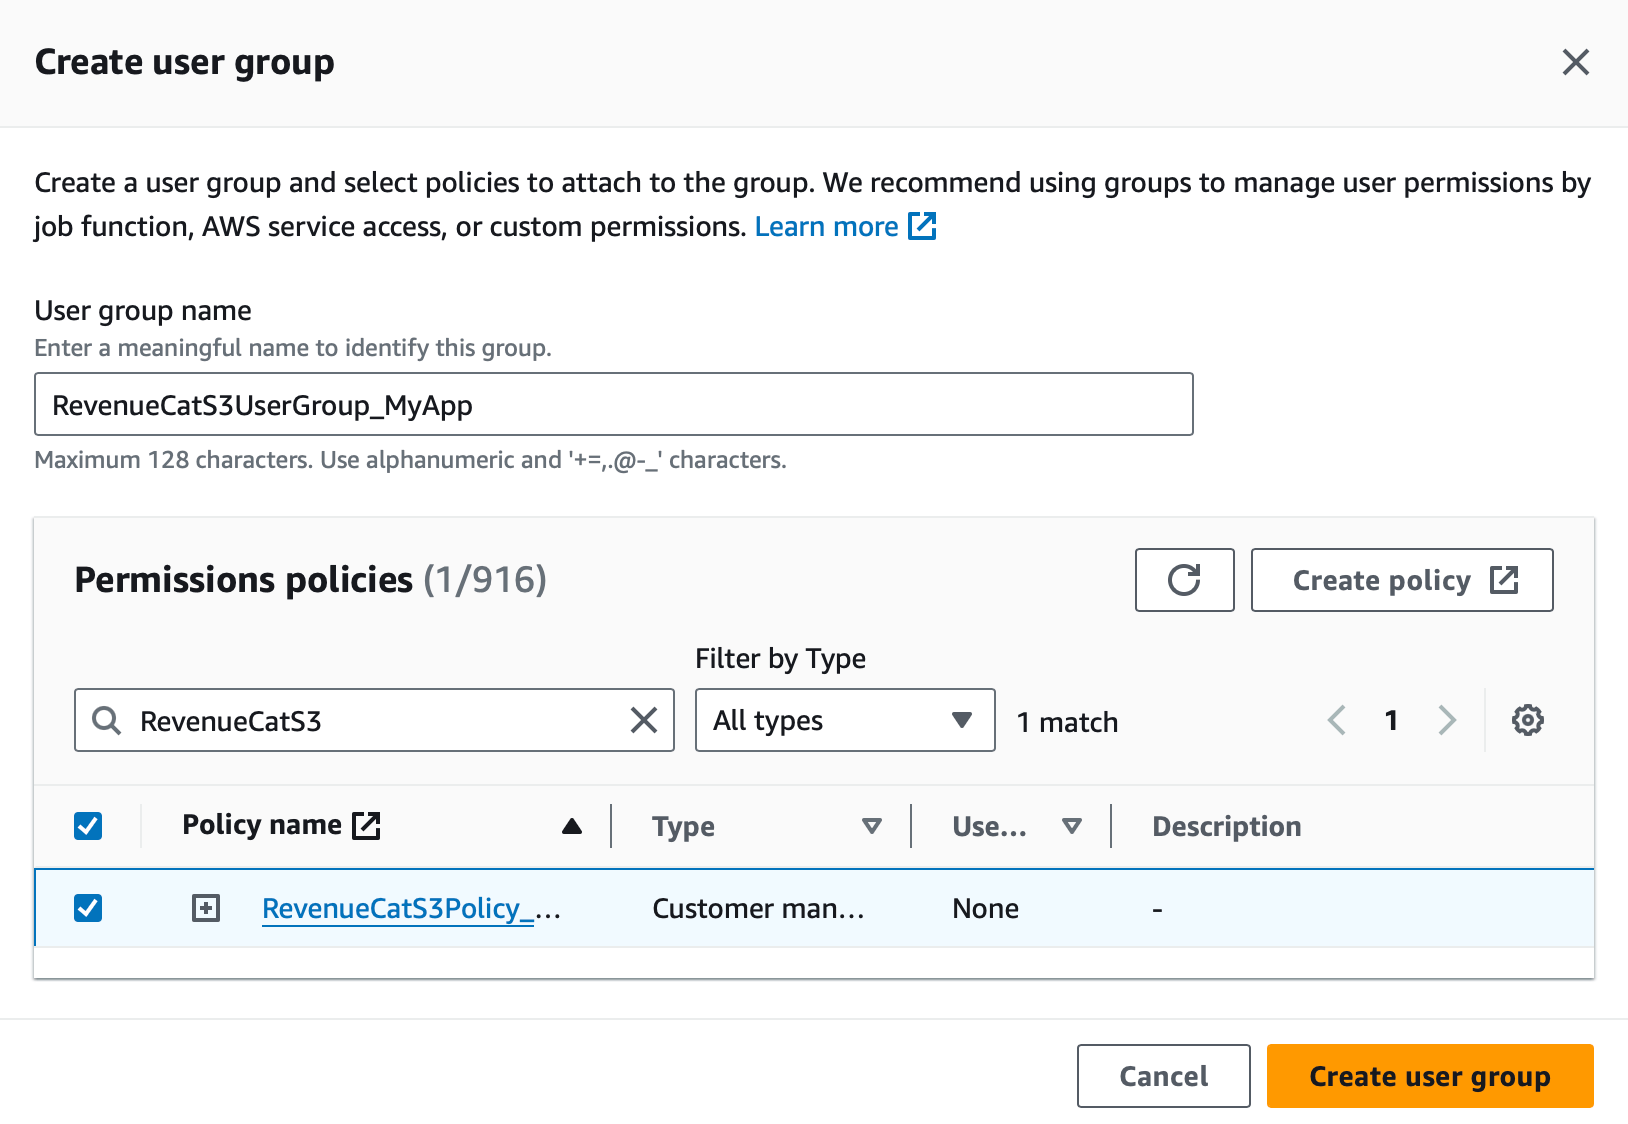 Create user group
Create a user group and select policies to attach to the group. We recommend using groups to manage user permissions by
job function, AWS service access, or custom permissions. Learn more
User group name
Enter a meaningful name to identify this group.
RevenueCatS3UserGroup_MyApp
Maximum 128 characters. Use alphanumeric and '+=,.@-_' characters.
Permissions policies (1/916)
Create policy
Filter by Type
RevenueCatS3
All types
1 match
1
Policy name
Type
Use...
Description
RevenueCatS3Policy_...
Customer man...
None
-
Cancel
Create user group